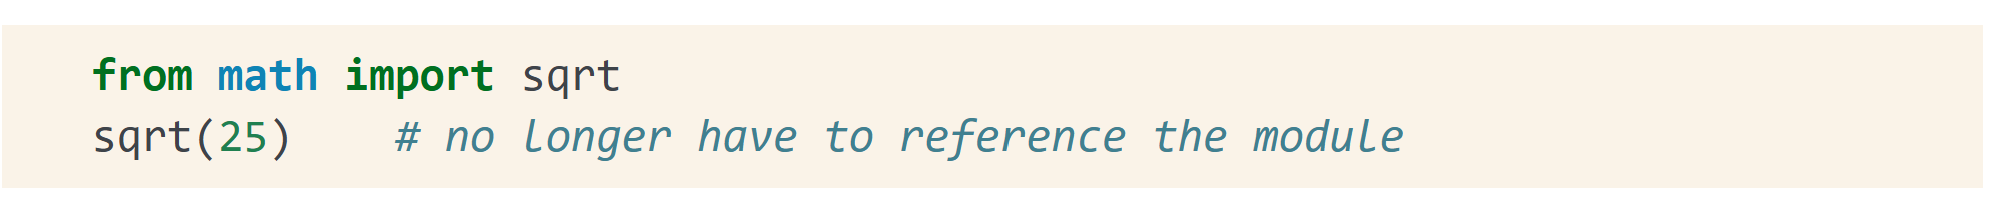 from math import sqrt
sqrt(25)    # no longer have to reference the module